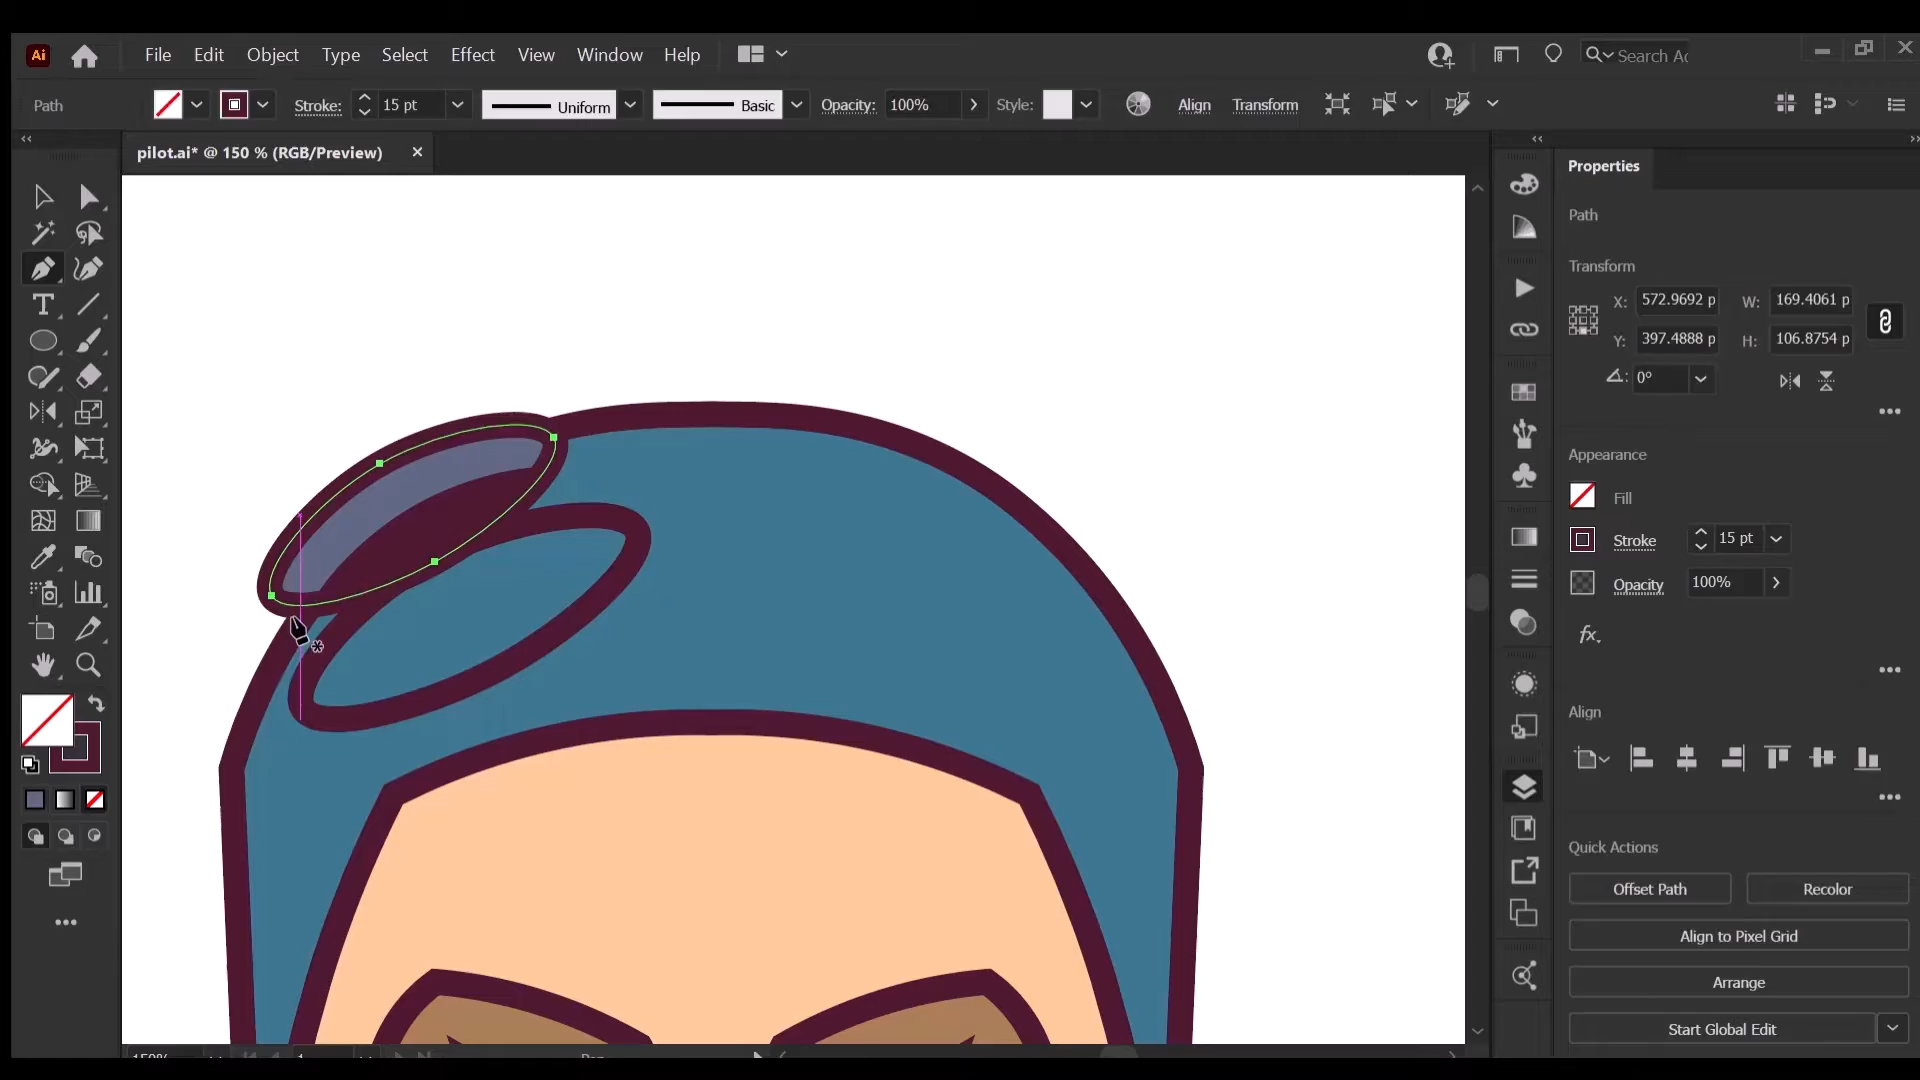 Ai File Edit Object Type Select Effect View Window Help Search Ac
Path Stroke: 15 pt Uniform Basic Opacity: 100% Style: Align Transform
pilot.ai* @ 150 % (RGB/Preview)
Properties
Path
Transform
X: 572.9692 p W: 169.4061 p
Y: 397.4888 p H: 106.8754 p
0°
Appearance
Fill
Stroke 15 pt
Opacity 100%
fx.
Align
Quick Actions
Offset Path Recolor
Align to Pixel Grid
Arrange
Start Global Edit
150% 1 Pen